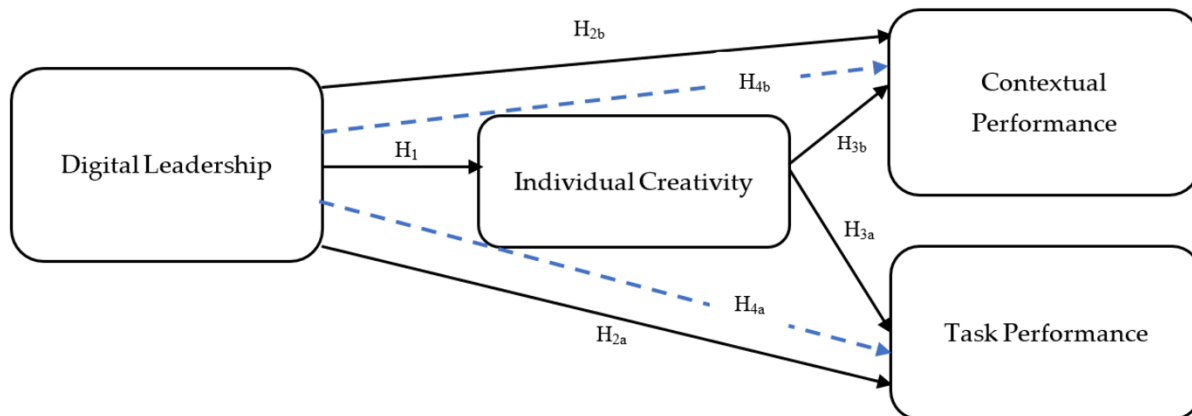 H2b
Contextual
Performance
H4b
Digital Leadership
H1
Individual Creativity
H3b
H3a
H4a
H2a
Task Performance